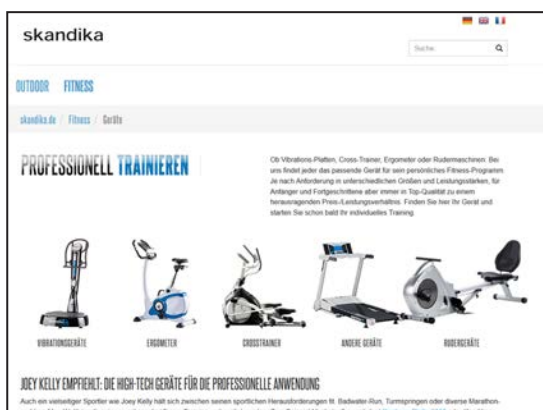 skandika
Suche
OUTDOOR FITNESS
skandika.de / Fitness / Geräte
PROFESSIONELL TRAINIEREN
Ob Vibrations-Platten, Cross-Trainer, Ergometer oder Rudermaschinen: Bei
uns findet jeder das passende Gerät für sein persönliches Fitness-Programm.
Je nach Anforderung in unterschiedlichen Größen und Leistungsstärken, für
Anfänger und Fortgeschrittene aber immer in Top-Qualität zu einem
herausragenden Preis-/Leistungsverhältnis. Finden Sie hier Ihr Gerät und
starten Sie schon bald Ihr individuelles Training.
VIBRATIONSGERÄTE ERGOMETER CROSSTRAINER ANDERE GERÄTE RUDERGERÄTE
JOEY KELLY EMPFIEHLT: DIE HIGH-TECH GERÄTE FÜR DIE PROFESSIONELLE ANWENDUNG
Auch ein vielseitiger Sportler wie Joey Kelly hält sich zwischen seinen sportlichen Herausforderungen fit. Badwater-Run, Turmspringen oder diverse Marathon-